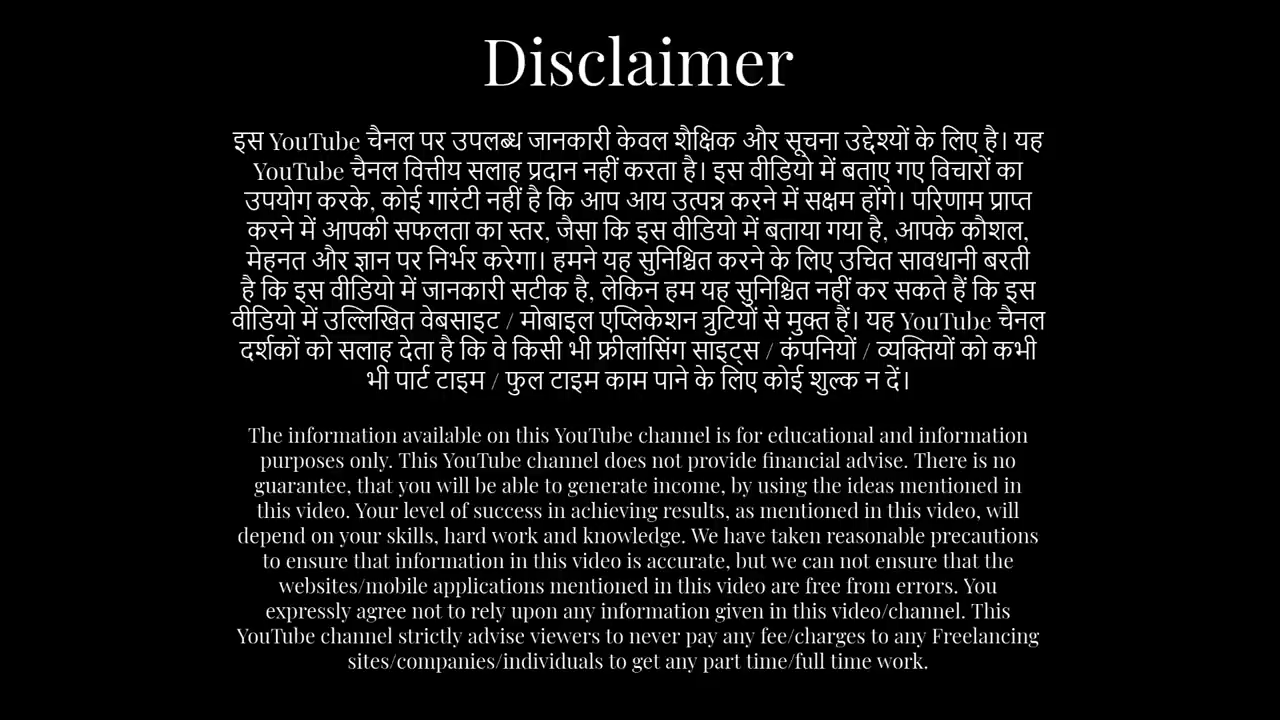 Disclaimer
इस YouTube चैनल पर उपलब्ध जानकारी केवल शैक्षिक और सूचना उद्देश्यों के लिए है। यह
YouTube चैनल वित्तीय सलाह प्रदान नहीं करता है। इस वीडियो में बताए गए विचारों का
उपयोग करके, कोई गारंटी नहीं है कि आप आय उत्पन्न करने में सक्षम होंगे। परिणाम प्राप्त
करने में आपकी सफलता का स्तर, जैसा कि इस वीडियो में बताया गया है, आपके कौशल,
मेहनत और ज्ञान पर निर्भर करेगा। हमने यह सुनिश्चित करने के लिए उचित सावधानी बरती
है कि इस वीडियो में जानकारी सटीक है, लेकिन हम यह सुनिश्चित नहीं कर सकते हैं कि इस
वीडियो में उल्लिखित वेबसाइट / मोबाइल एप्लिकेशन त्रुटियों से मुक्त हैं। यह YouTube चैनल
दर्शकों को सलाह देता है कि वे किसी भी फ्रीलांसिंग साइट्स / कंपनियों / व्यक्तियों को कभी
भी पार्ट टाइम / फुल टाइम काम पाने के लिए कोई शुल्क न दें।
The information available on this YouTube channel is for educational and information
purposes only. This YouTube channel does not provide financial advise. There is no
guarantee, that you will be able to generate income, by using the ideas mentioned in
this video. Your level of success in achieving results, as mentioned in this video, will
depend on your skills, hard work and knowledge. We have taken reasonable precautions
to ensure that information in this video is accurate, but we can not ensure that the
websites/mobile applications mentioned in this video are free from errors. You
expressly agree not to rely upon any information given in this video/channel. This
YouTube channel strictly advise viewers to never pay any fee/charges to any Freelancing
sites/companies/individuals to get any part time/full time work.